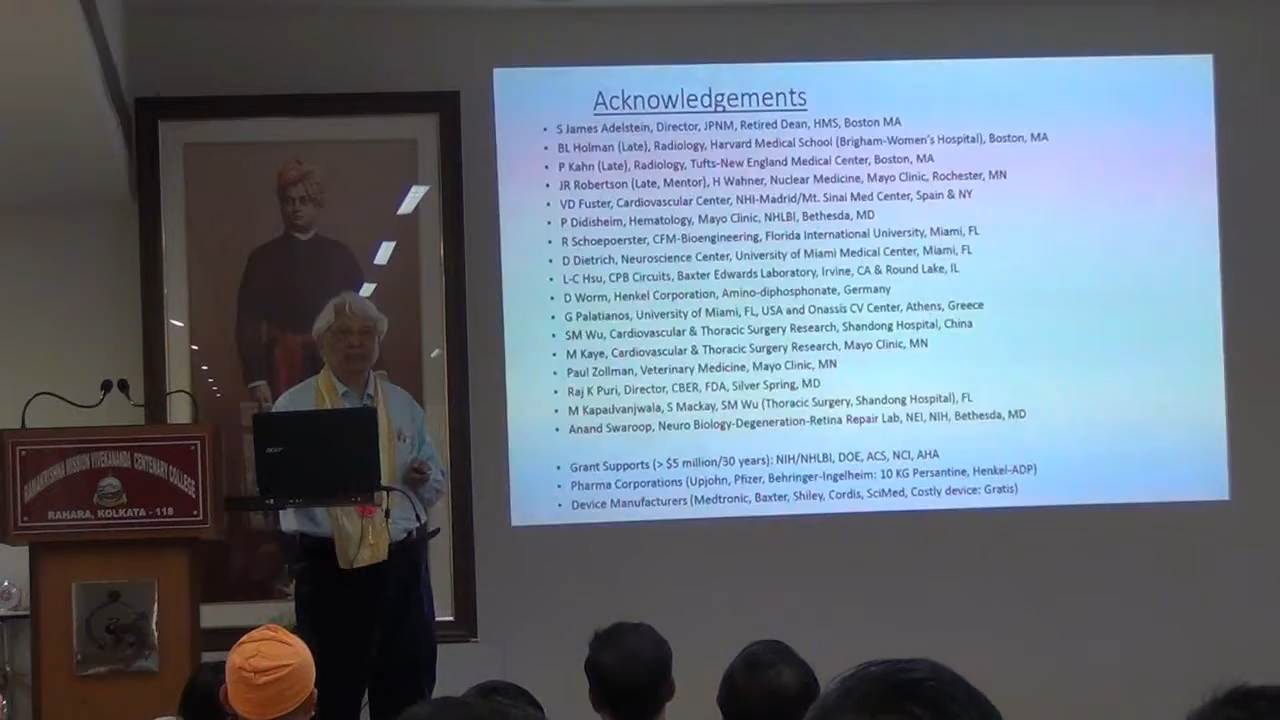 Acknowledgements
• S James Adelstein, Director, JPNM, Retired Dean, HMS, Boston MA
• BL Holman (Late), Radiology, Harvard Medical School (Brigham-Women's Hospital), Boston, MA
• P Kahn (Late), Radiology, Tufts-New England Medical Center, Boston, MA
• JR Robertson (Late, Mentor), H Wahner, Nuclear Medicine, Mayo Clinic, Rochester, MN
• VD Fuster, Cardiovascular Center, NHI-Madrid/Mt. Sinai Med Center, Spain & NY
• P Didisheim, Hematology, Mayo Clinic, NHLBI, Bethesda, MD
• R Schoepoerster, CFM-Bioengineering, Florida International University, Miami, FL
• D Dietrich, Neuroscience Center, University of Miami Medical Center, Miami, FL
• L-C Hsu, CPB Circuits, Baxter Edwards Laboratory, Irvine, CA & Round Lake, IL
• D Worm, Henkel Corporation, Amino-diphosphonate, Germany
• G Palatianos, University of Miami, FL, USA and Onassis CV Center, Athens, Greece
• SM Wu, Cardiovascular & Thoracic Surgery Research, Shandong Hospital, China
• M Kaye, Cardiovascular & Thoracic Surgery Research, Mayo Clinic, MN
• Paul Zollman, Veterinary Medicine, Mayo Clinic, MN
• Raj K Puri, Director, CBER, FDA, Silver Spring, MD
• M Kapadvanjwala, S Mackay, SM Wu (Thoracic Surgery, Shandong Hospital), FL
• Anand Swaroop, Neuro Biology-Degeneration-Retina Repair Lab, NEI, NIH, Bethesda, MD
• Grant Supports (> $5 million/30 years): NIH/NHLBI, DOE, ACS, NCI, AHA
• Pharma Corporations (Upjohn, Pfizer, Behringer-Ingelheim: 10 KG Persantine, Henkel-ADP)
• Device Manufacturers (Medtronic, Baxter, Shiley, Cordis, SciMed, Costly device: Gratis)
acer
RAMAKRISHNA MISSION VIVEKANANDA CENTENARY COLLEGE
RAHARA, KOLKATA - 118